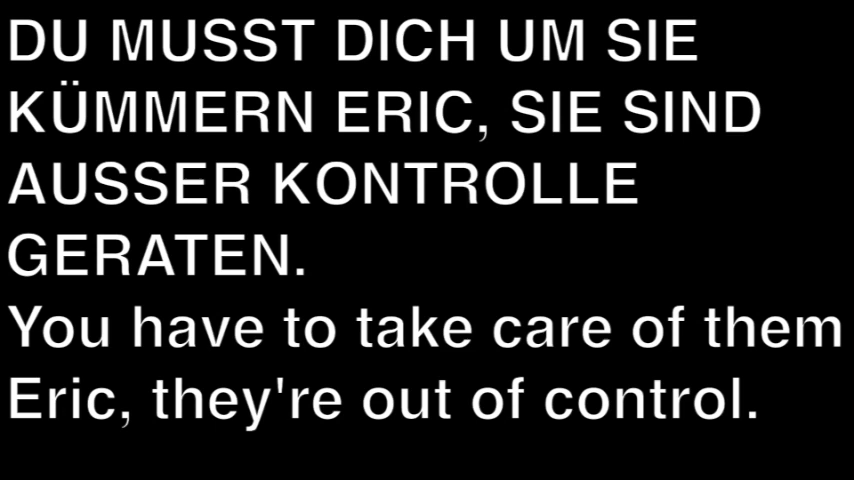 DU MUSST DICH UM SIE
KÜMMERN ERIC, SIE SIND
AUSSER KONTROLLE
GERATEN.
You have to take care of them
Eric, they're out of control.